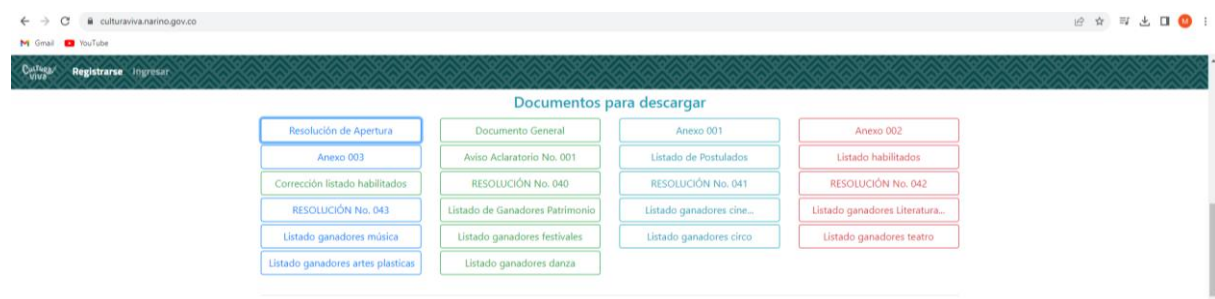 culturaviva.narino.gov.co
Gmail YouTube
Cultura Viva Registrarse Ingresar
Documentos para descargar
Resolución de Apertura Documento General Anexo 001 Anexo 002
Anexo 003 Aviso Aclaratorio No. 001 Listado de Postulados Listado habilitados
Corrección listado habilitados RESOLUCIÓN No. 040 RESOLUCIÓN No. 041 RESOLUCIÓN No. 042
RESOLUCIÓN No. 043 Listado de Ganadores Patrimonio Listado ganadores cine... Listado ganadores Literatura...
Listado ganadores música Listado ganadores festivales Listado ganadores circo Listado ganadores teatro
Listado ganadores artes plasticas Listado ganadores danza